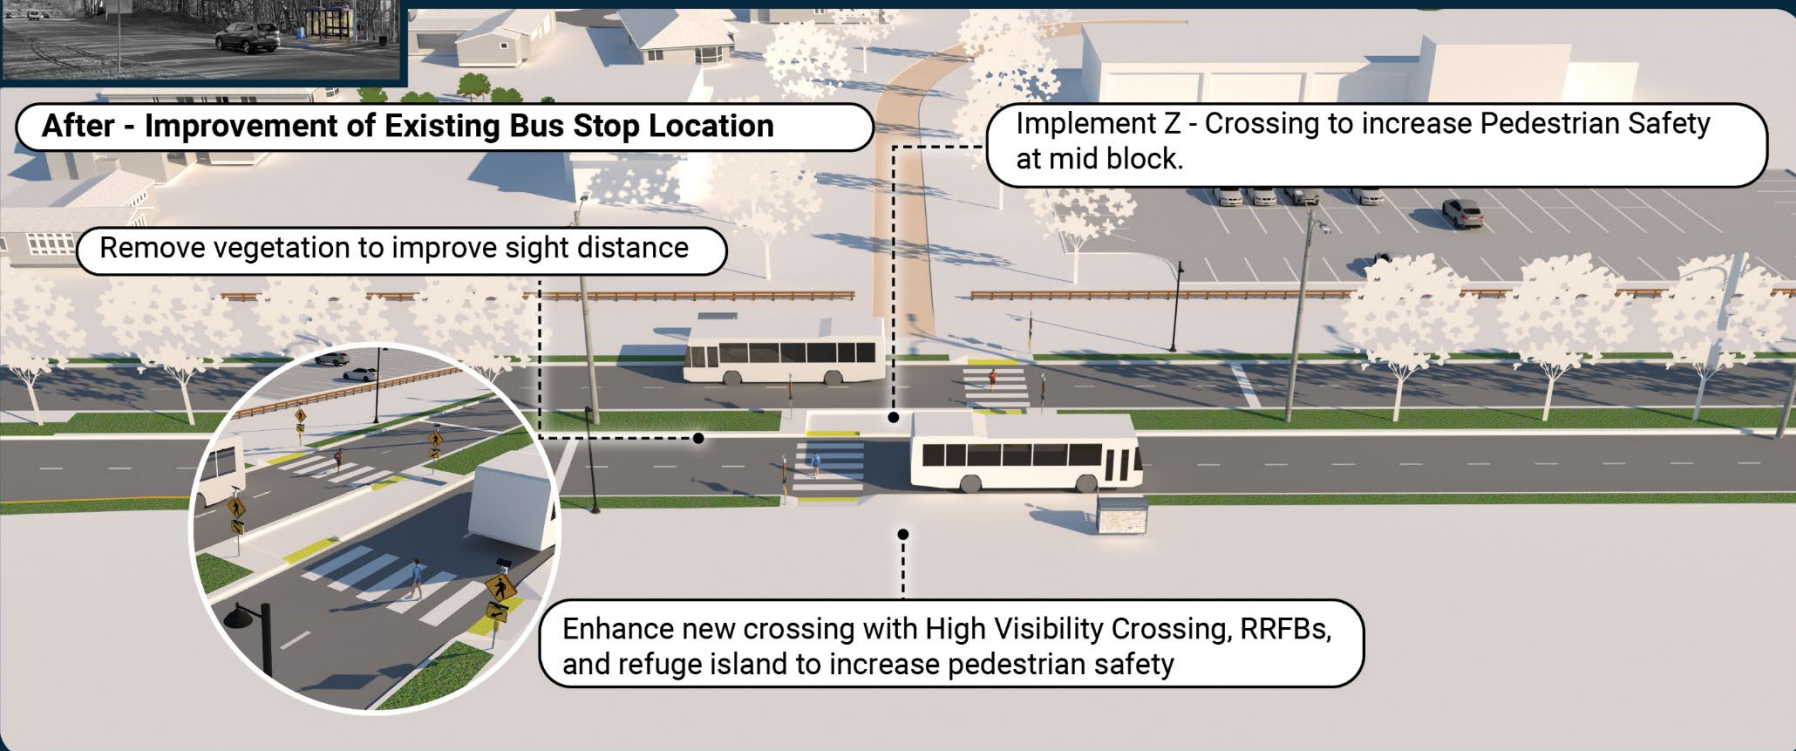 After - Improvement of Existing Bus Stop Location
Implement Z - Crossing to increase Pedestrian Safety
at mid block.
Remove vegetation to improve sight distance
Enhance new crossing with High Visibility Crossing, RRFBs,
and refuge island to increase pedestrian safety